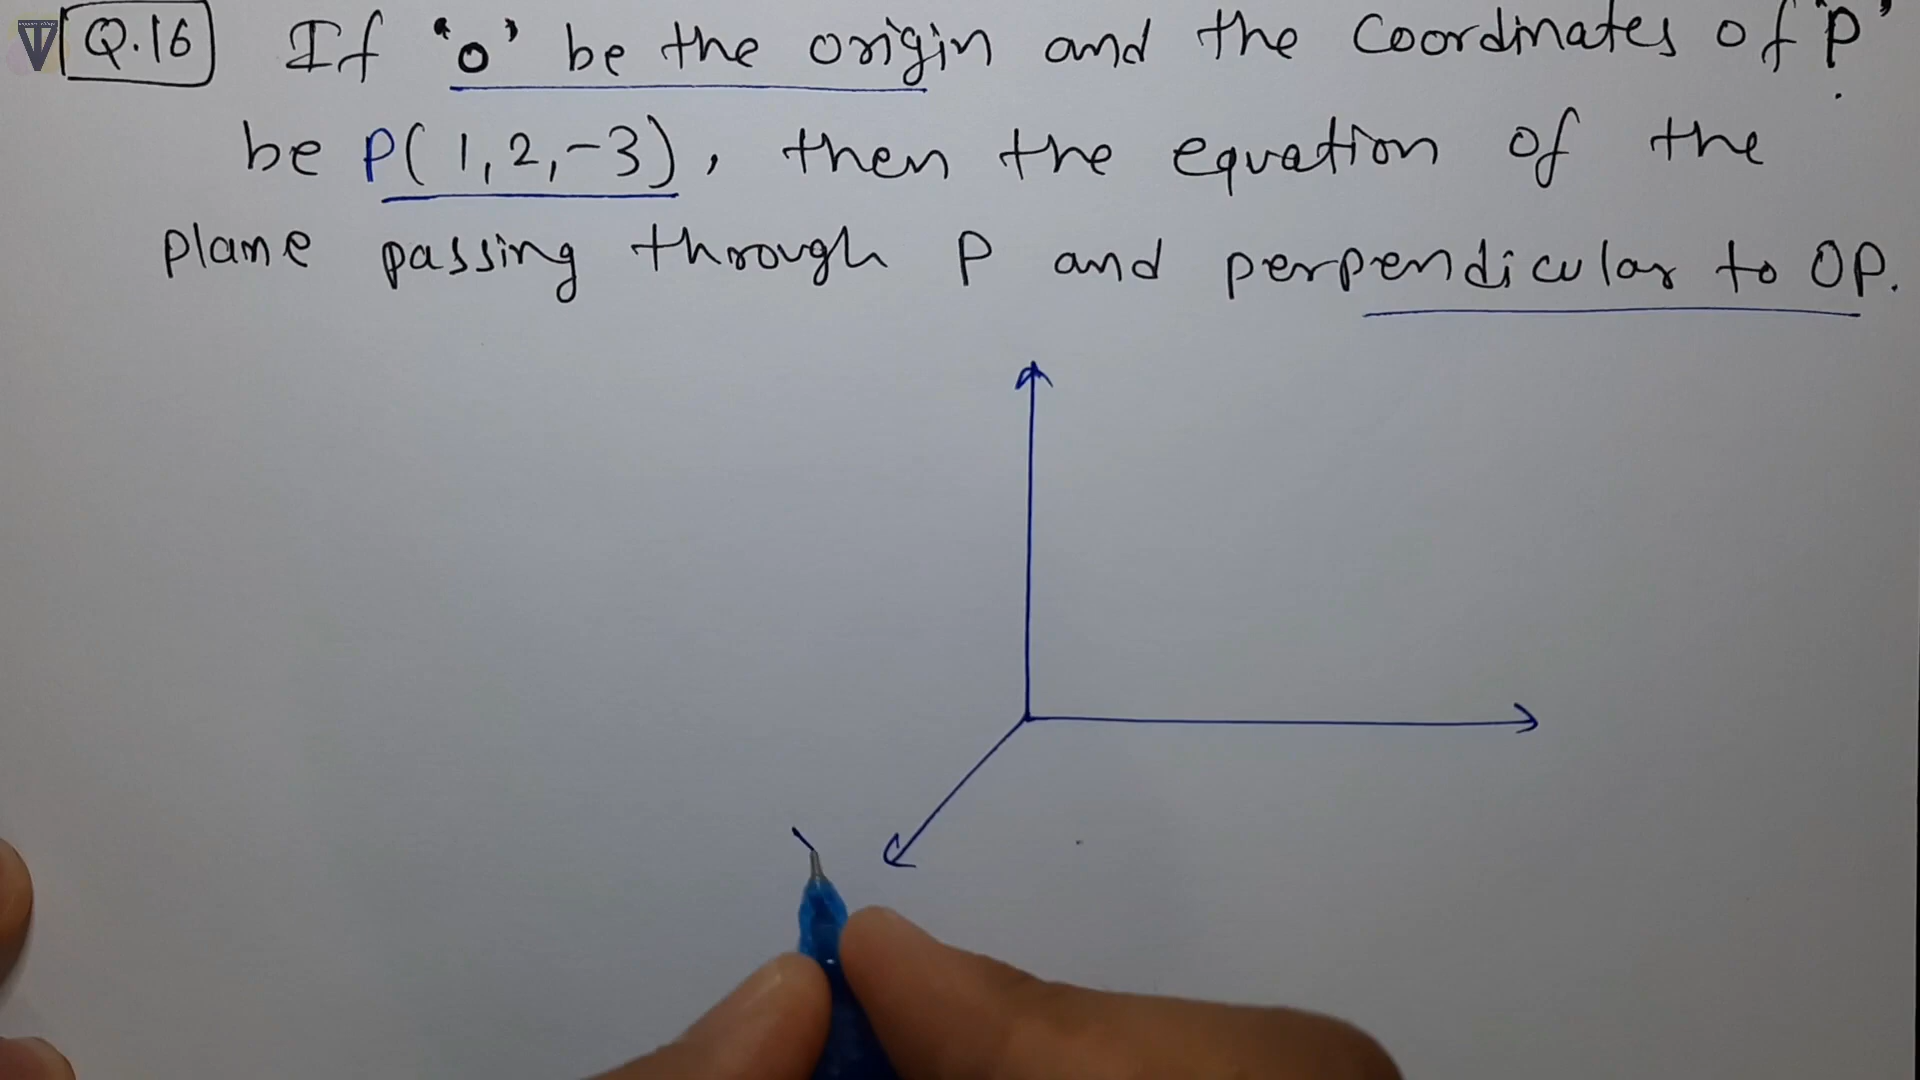 Q.16 If 'o' be the origin and the coordinates of 'P'
be P(1,2,-3), then the equation of the
plane passing through P and perpendicular to OP.